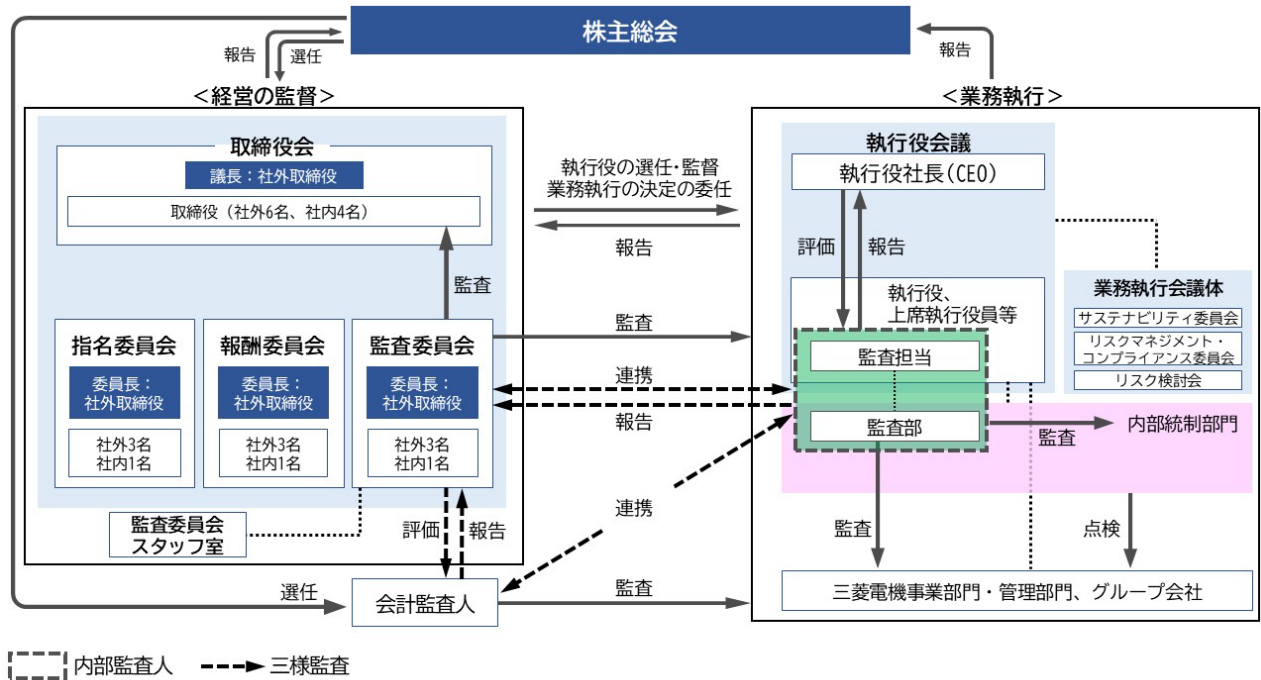 株主総会
報告
選任
報告
＜経営の監督＞
＜業務執行＞
取締役会
議長：社外取締役
取締役（社外6名、社内4名）
監査
指名委員会
委員長：
社外取締役
社外3名
社内1名
報酬委員会
委員長：
社外取締役
社外3名
社内1名
監査委員会
委員長：
社外取締役
社外3名
社内1名
監査委員会
スタッフ室
評価
報告
選任
会計監査人
執行役の選任・監督
業務執行の決定の委任
報告
監査
連携
報告
連携
監査
執行役会議
執行役社長(CEO)
評価
報告
執行役、
上席執行役員等
監査担当
監査部
業務執行会議体
サステナビリティ委員会
リスクマネジメント・
コンプライアンス委員会
リスク検討会
監査
内部統制部門
監査
点検
三菱電機事業部門・管理部門、グループ会社
内部監査人
三様監査